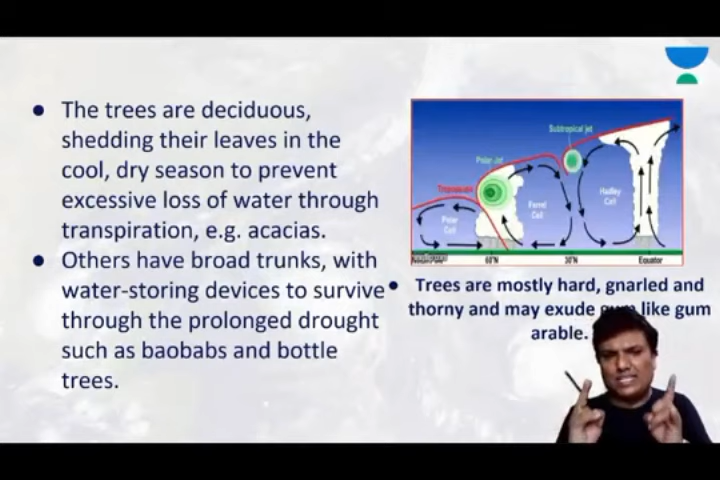 ● The trees are deciduous,
shedding their leaves in the
cool, dry season to prevent
excessive loss of water through
transpiration, e.g. acacias.
● Others have broad trunks, with
water-storing devices to survive
through the prolonged drought
such as baobabs and bottle
trees.
Subtropical jet
Polar Jet
Tropopause
Polar
Cell
Ferrel
Cell
Hadley
Cell
60°N
30°N
Equator
● Trees are mostly hard, gnarled and
thorny and may exude gum like gum
arable.